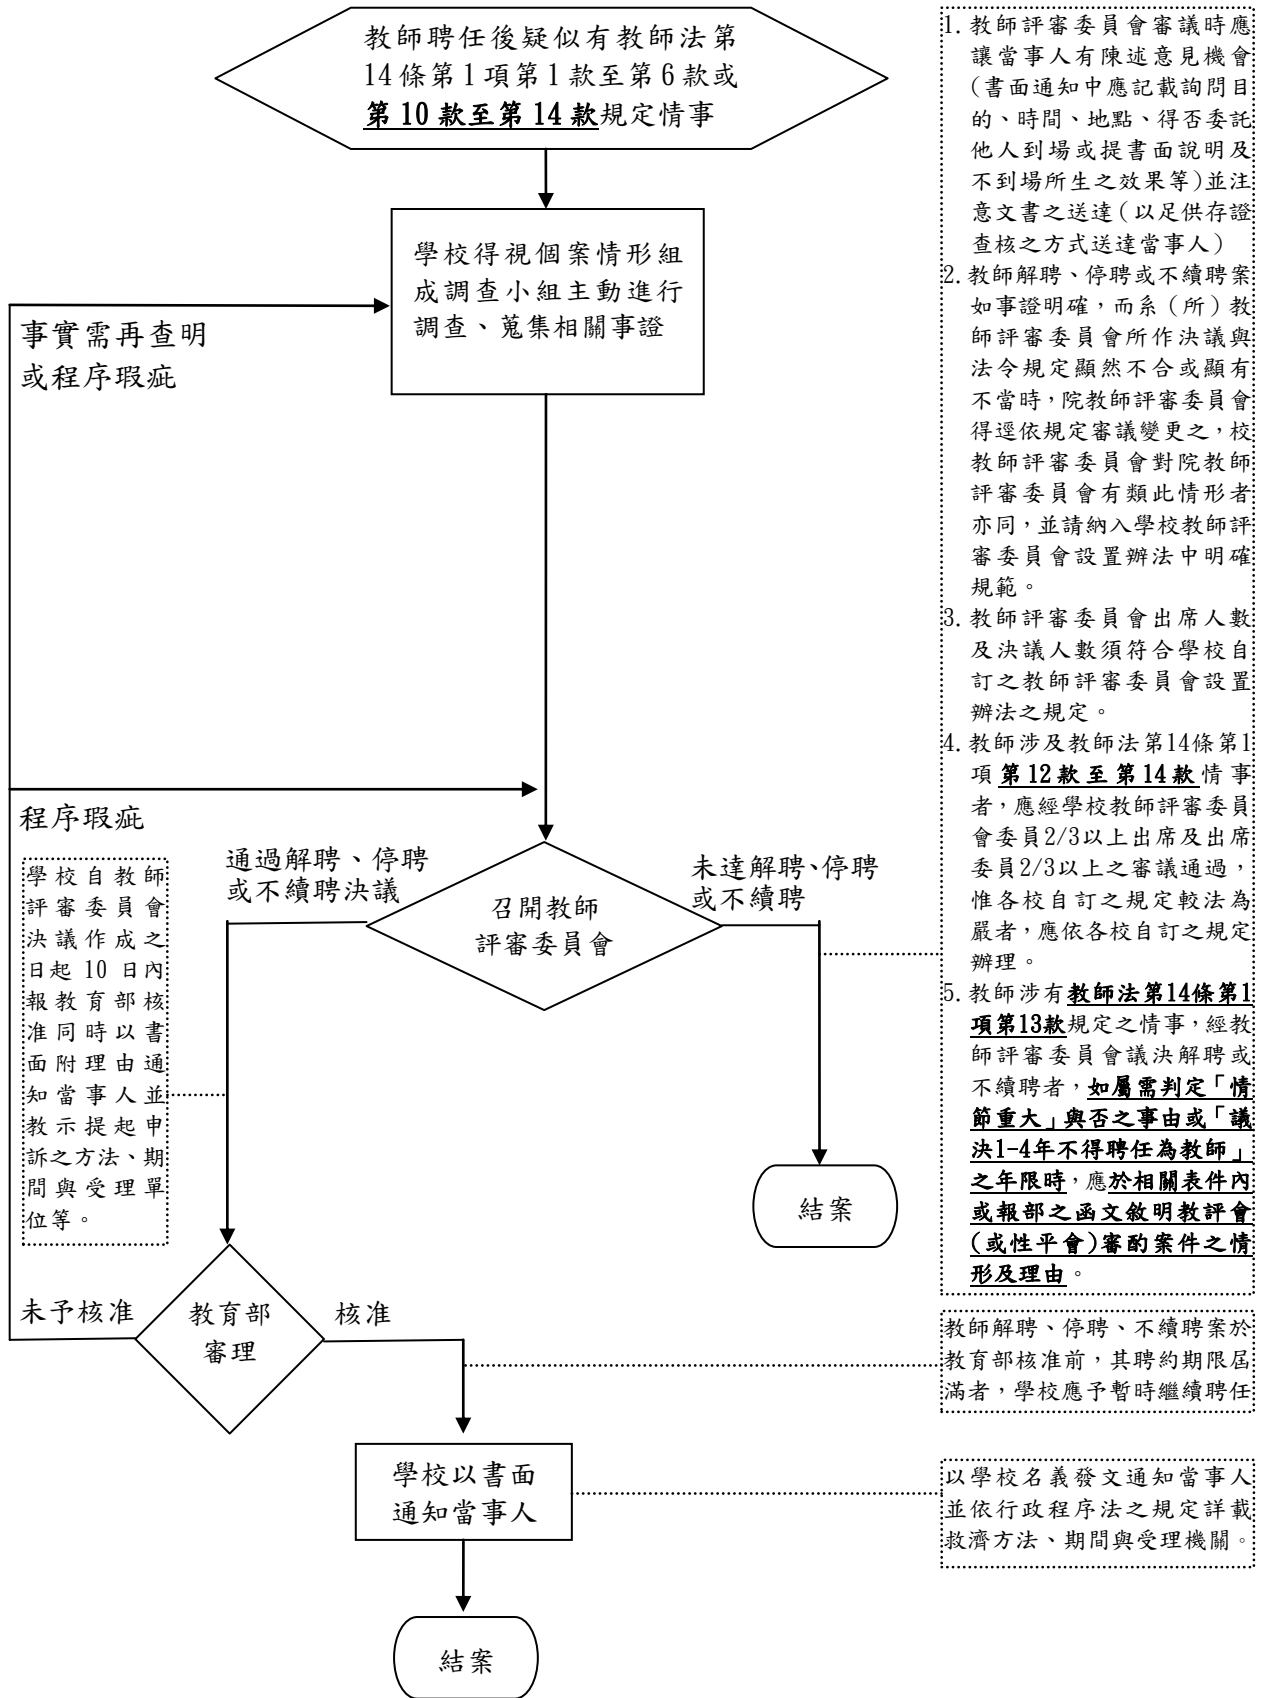 教師聘任後疑似有教師法第
14條第1項第1款至第6款或
第10款至第14款規定情事
學校得視個案情形組
成調查小組主動進行
調查、蒐集相關事證
事實需再查明
或程序瑕疵
程序瑕疵
通過解聘、停聘
或不續聘決議
未達解聘、停聘
或不續聘
召開教師
評審委員會
學校自教師
評審委員會
決議作成之
日起 10 日內
報教育部核
准同時以書
面附理由通
知當事人並
教示提起申
訴之方法、期
間與受理單
位等。
結案
未予核准
教育部
審理
核准
學校以書面
通知當事人
結案
1.教師評審委員會審議時應
讓當事人有陳述意見機會
(書面通知中應記載詢問目
的、時間、地點、得否委託
他人到場或提書面說明及
不到場所生之效果等)並注
意文書之送達(以足供存證
查核之方式送達當事人)
2.教師解聘、停聘或不續聘案
如事證明確，而系（所）教
師評審委員會所作決議與
法令規定顯然不合或顯有
不當時，院教師評審委員會
得逕依規定審議變更之，校
教師評審委員會對院教師
評審委員會有類此情形者
亦同，並請納入學校教師評
審委員會設置辦法中明確
規範。
3.教師評審委員會出席人數
及決議人數須符合學校自
訂之教師評審委員會設置
辦法之規定。
4.教師涉及教師法第14條第1
項第12款至第14款情事
者，應經學校教師評審委員
會委員2/3以上出席及出席
委員2/3以上之審議通過，
惟各校自訂之規定較法為
嚴者，應依各校自訂之規定
辦理。
5.教師涉有教師法第14條第1
項第13款規定之情事，經教
師評審委員會議決解聘或
不續聘者，如屬需判定「情
節重大」與否之事由或「議
決1-4年不得聘任為教師」
之年限時，應於相關表件內
或報部之函文敘明教評會
(或性平會)審酌案件之情
形及理由。
教師解聘、停聘、不續聘案於
教育部核准前，其聘約期限屆
滿者，學校應予暫時繼續聘任
以學校名義發文通知當事人
並依行政程序法之規定詳載
救濟方法、期間與受理機關。